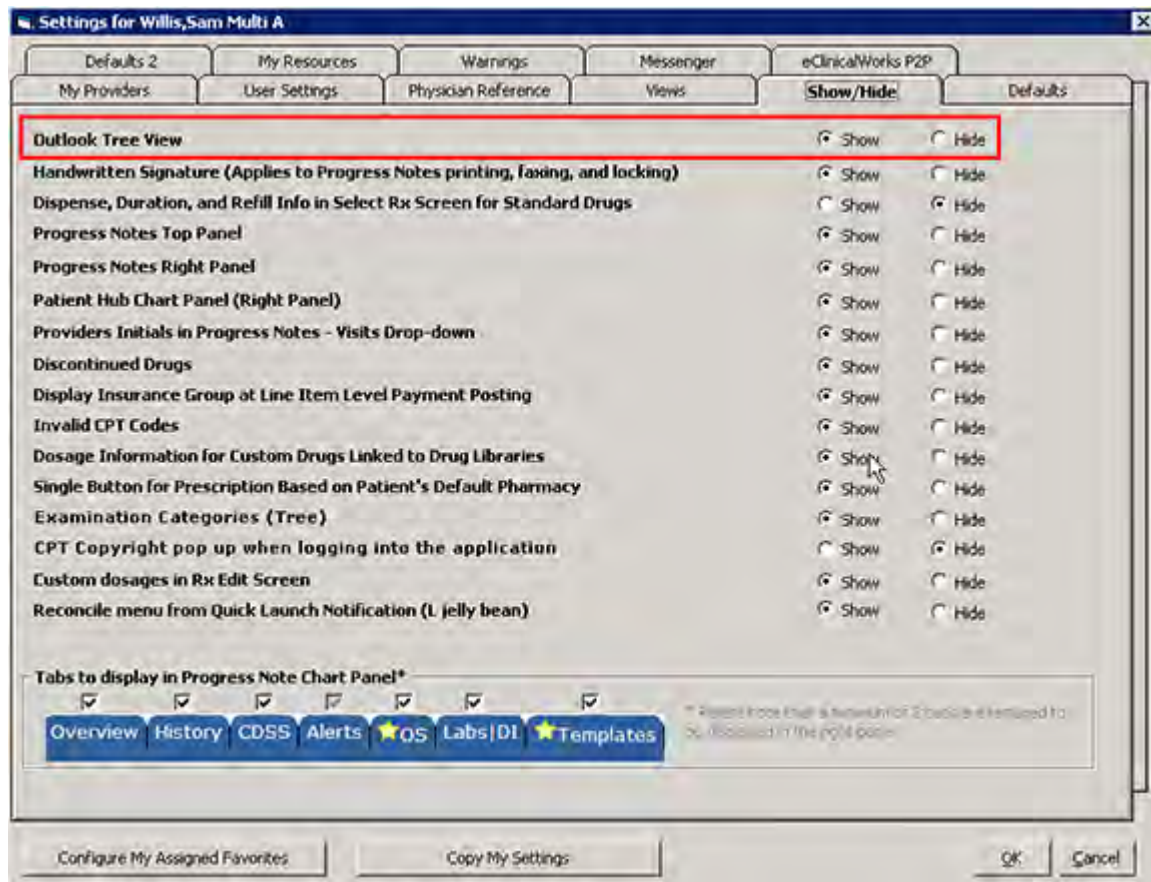 Settings for Willis,Sam Multi A
Defaults 2 My Resources Warnings Messenger eClinicalWorks P2P
My Providers User Settings Physician Reference Views Show/Hide Defaults
Outlook Tree View Show Hide
Handwritten Signature (Applies to Progress Notes printing, faxing, and locking) Show Hide
Dispense, Duration, and Refill Info in Select Rx Screen for Standard Drugs Show Hide
Progress Notes Top Panel Show Hide
Progress Notes Right Panel Show Hide
Patient Hub Chart Panel (Right Panel) Show Hide
Providers Initials in Progress Notes - Visits Drop-down Show Hide
Discontinued Drugs Show Hide
Display Insurance Group at Line Item Level Payment Posting Show Hide
Invalid CPT Codes Show Hide
Dosage Information for Custom Drugs Linked to Drug Libraries Show Hide
Single Button for Prescription Based on Patient's Default Pharmacy Show Hide
Examination Categories (Tree) Show Hide
CPT Copyright pop up when logging into the application Show Hide
Custom dosages in Rx Edit Screen Show Hide
Reconcile menu from Quick Launch Notification (L jelly bean) Show Hide
Tabs to display in Progress Note Chart Panel*
Overview History CDSS Alerts OS Labs|DI Templates
Configure My Assigned Favorites Copy My Settings OK Cancel